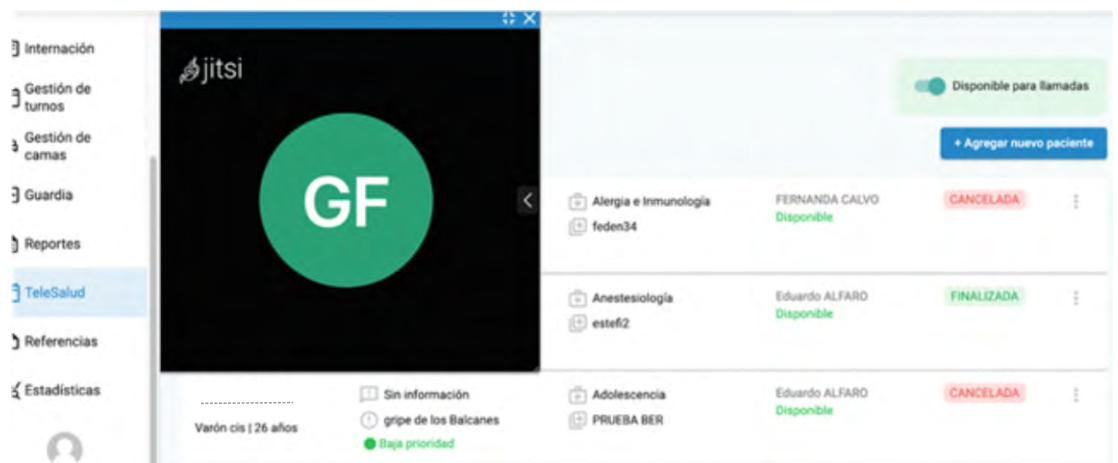 Internación
Gestión de
turnos
Gestión de
camas
Guardia
Reportes
TeleSalud
Referencias
Estadísticas
jitsi
GF
Disponible para llamadas
+ Agregar nuevo paciente
Alergia e Inmunología
feden34
FERNANDA CALVO
Disponible
CANCELADA
Anestesiología
estefi2
Eduardo ALFARO
Disponible
FINALIZADA
Varón cis | 26 años
Sin información
gripe de los Balcanes
Baja prioridad
Adolescencia
PRUEBA BER
Eduardo ALFARO
Disponible
CANCELADA